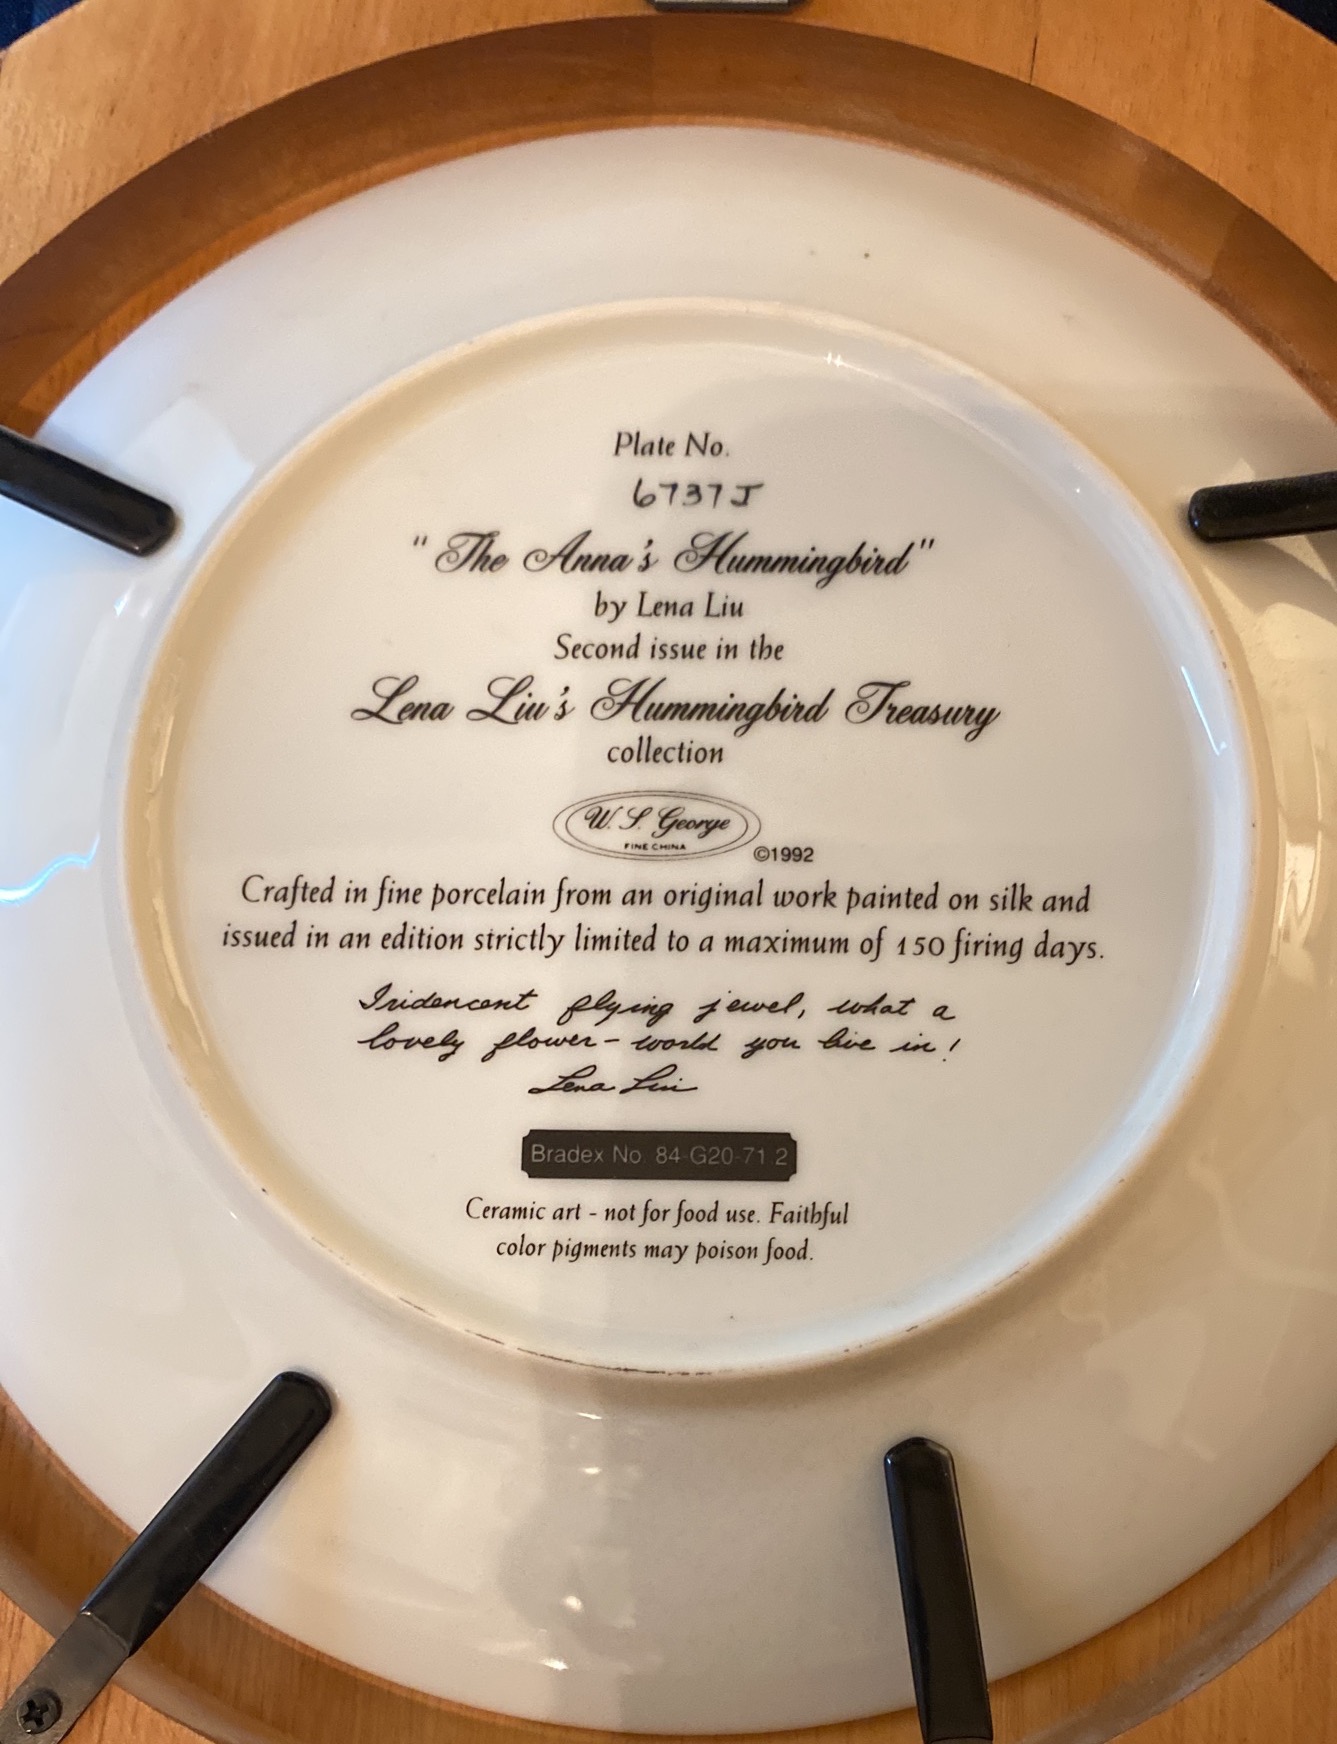 Plate No.
6737J
"The Anna's Hummingbird"
by Lena Liu
Second issue in the
Lena Liu's Hummingbird Treasury
collection
W. S. George
FINE CHINA
©1992
Crafted in fine porcelain from an original work painted on silk and
issued in an edition strictly limited to a maximum of 150 firing days.
Iridencent flying jewel, what a
lovely flower-world you live in!
Lena Liu
Bradex No. 84-G20-71.2
Ceramic art - not for food use. Faithful
color pigments may poison food.